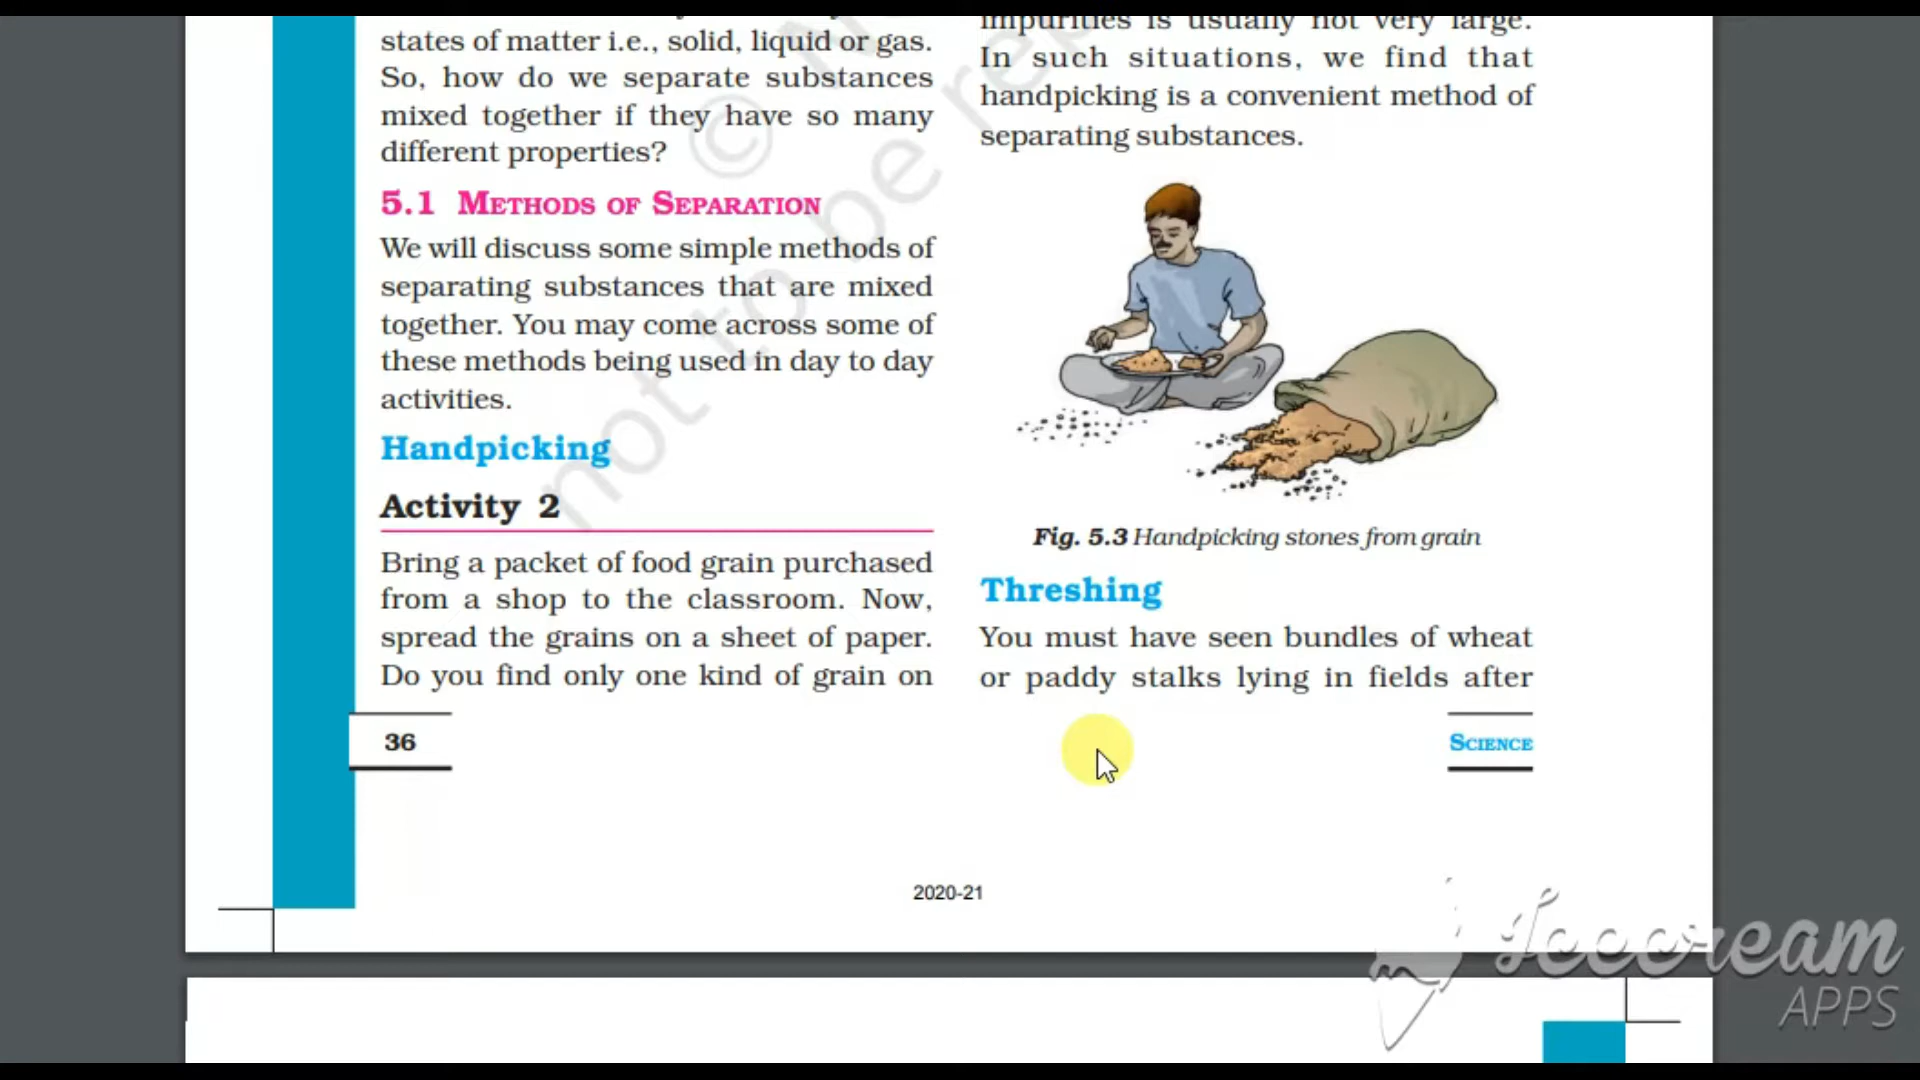 states of matter i.e., solid, liquid or gas.
So, how do we separate substances
mixed together if they have so many
different properties?
5.1 METHODS OF SEPARATION
We will discuss some simple methods of
separating substances that are mixed
together. You may come across some of
these methods being used in day to day
activities.
Handpicking
Activity 2
Bring a packet of food grain purchased
from a shop to the classroom. Now,
spread the grains on a sheet of paper.
Do you find only one kind of grain on
impurities is usually not very large.
In such situations, we find that
handpicking is a convenient method of
separating substances.
Fig. 5.3 Handpicking stones from grain
Threshing
You must have seen bundles of wheat
or paddy stalks lying in fields after
36
SCIENCE
2020-21
not to be rep
©
Icecream
APPS